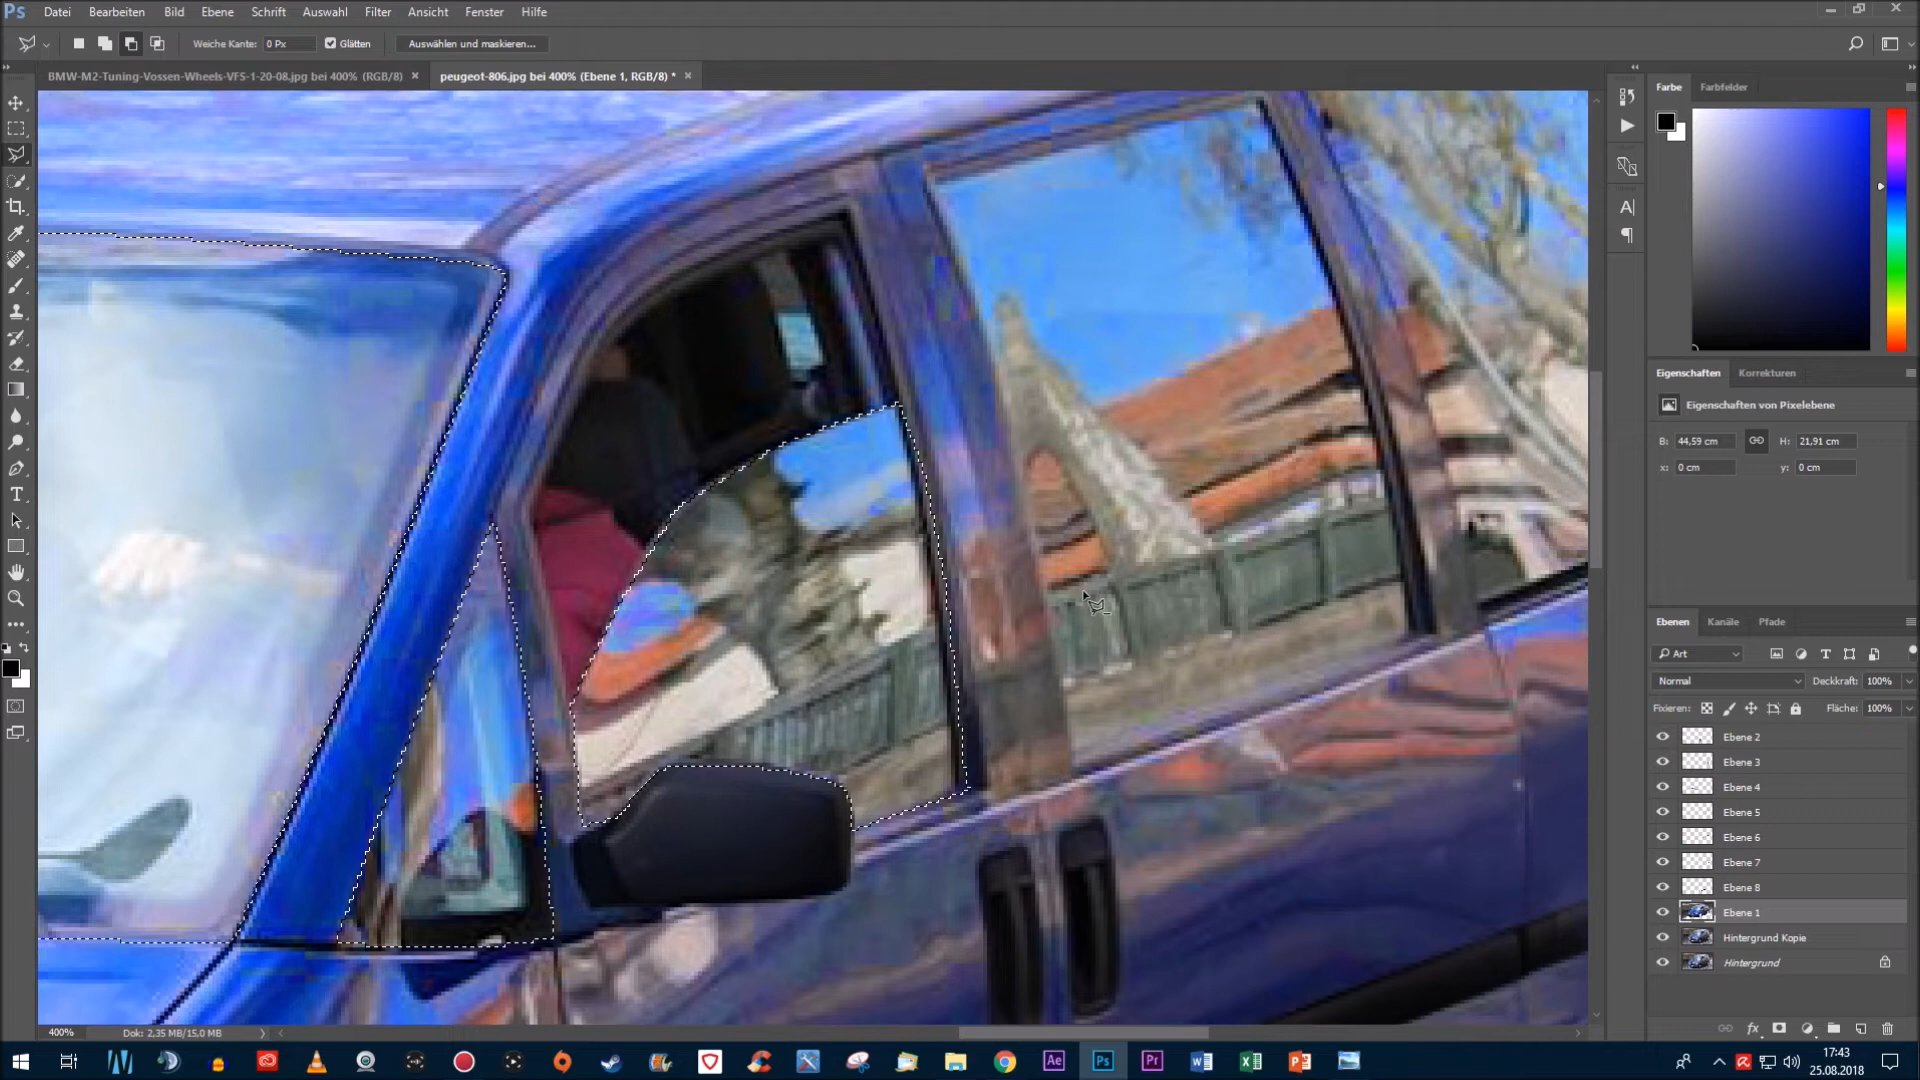 Ps Datei Bearbeiten Bild Ebene Schrift Auswahl Filter Ansicht Fenster Hilfe
Weiche Kante: 0 Px Glätten Auswählen und maskieren...
BMW-M2-Tuning-Vossen-Wheels-VFS-1-20-08.jpg bei 400% (RGB/8) × peugeot-806.jpg bei 400% (Ebene 1, RGB/8) * ×
Farbe Farbfelder
Eigenschaften Korrekturen
Eigenschaften von Pixelebene
B: 44,59 cm H: 21,91 cm
x: 0 cm y: 0 cm
Ebenen Kanäle Pfade
Art
Normal Deckkraft: 100%
Fixieren: Fläche: 100%
Ebene 2
Ebene 3
Ebene 4
Ebene 5
Ebene 6
Ebene 7
Ebene 8
Ebene 1
Hintergrund Kopie
Hintergrund
400% Dok: 2,35 MB/15,0 MB
Ae Ps Pr
17:43
25.08.2018